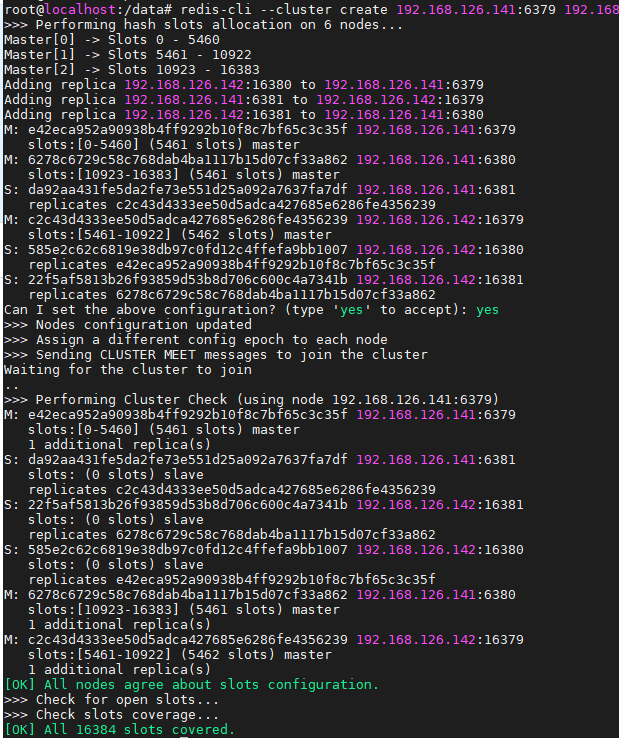 root@localhost:/data# redis-cli --cluster create 192.168.126.141:6379 192.168
>>> Performing hash slots allocation on 6 nodes...
Master[0] -> Slots 0 - 5460
Master[1] -> Slots 5461 - 10922
Master[2] -> Slots 10923 - 16383
Adding replica 192.168.126.142:16380 to 192.168.126.141:6379
Adding replica 192.168.126.141:6381 to 192.168.126.142:16379
Adding replica 192.168.126.142:16381 to 192.168.126.141:6380
M: e42eca952a90938b4ff9292b10f8c7bf65c3c35f 192.168.126.141:6379
   slots:[0-5460] (5461 slots) master
M: 6278c6729c58c768dab4ba1117b15d07cf33a862 192.168.126.141:6380
   slots:[10923-16383] (5461 slots) master
S: da92aa431fe5da2fe73e551d25a092a7637fa7df 192.168.126.141:6381
   replicates c2c43d4333ee50d5adca427685e6286fe4356239
M: c2c43d4333ee50d5adca427685e6286fe4356239 192.168.126.142:16379
   slots:[5461-10922] (5462 slots) master
S: 585e2c62c6819e38db97c0fd12c4ffefa9bb1007 192.168.126.142:16380
   replicates e42eca952a90938b4ff9292b10f8c7bf65c3c35f
S: 22f5af5813b26f93859d53b8d706c600c4a7341b 192.168.126.142:16381
   replicates 6278c6729c58c768dab4ba1117b15d07cf33a862
Can I set the above configuration? (type 'yes' to accept): yes
>>> Nodes configuration updated
>>> Assign a different config epoch to each node
>>> Sending CLUSTER MEET messages to join the cluster
Waiting for the cluster to join
..
>>> Performing Cluster Check (using node 192.168.126.141:6379)
M: e42eca952a90938b4ff9292b10f8c7bf65c3c35f 192.168.126.141:6379
   slots:[0-5460] (5461 slots) master
   1 additional replica(s)
S: da92aa431fe5da2fe73e551d25a092a7637fa7df 192.168.126.141:6381
   slots: (0 slots) slave
   replicates c2c43d4333ee50d5adca427685e6286fe4356239
S: 22f5af5813b26f93859d53b8d706c600c4a7341b 192.168.126.142:16381
   slots: (0 slots) slave
   replicates 6278c6729c58c768dab4ba1117b15d07cf33a862
S: 585e2c62c6819e38db97c0fd12c4ffefa9bb1007 192.168.126.142:16380
   slots: (0 slots) slave
   replicates e42eca952a90938b4ff9292b10f8c7bf65c3c35f
M: 6278c6729c58c768dab4ba1117b15d07cf33a862 192.168.126.141:6380
   slots:[10923-16383] (5461 slots) master
   1 additional replica(s)
M: c2c43d4333ee50d5adca427685e6286fe4356239 192.168.126.142:16379
   slots:[5461-10922] (5462 slots) master
   1 additional replica(s)
[OK] All nodes agree about slots configuration.
>>> Check for open slots...
>>> Check slots coverage...
[OK] All 16384 slots covered.